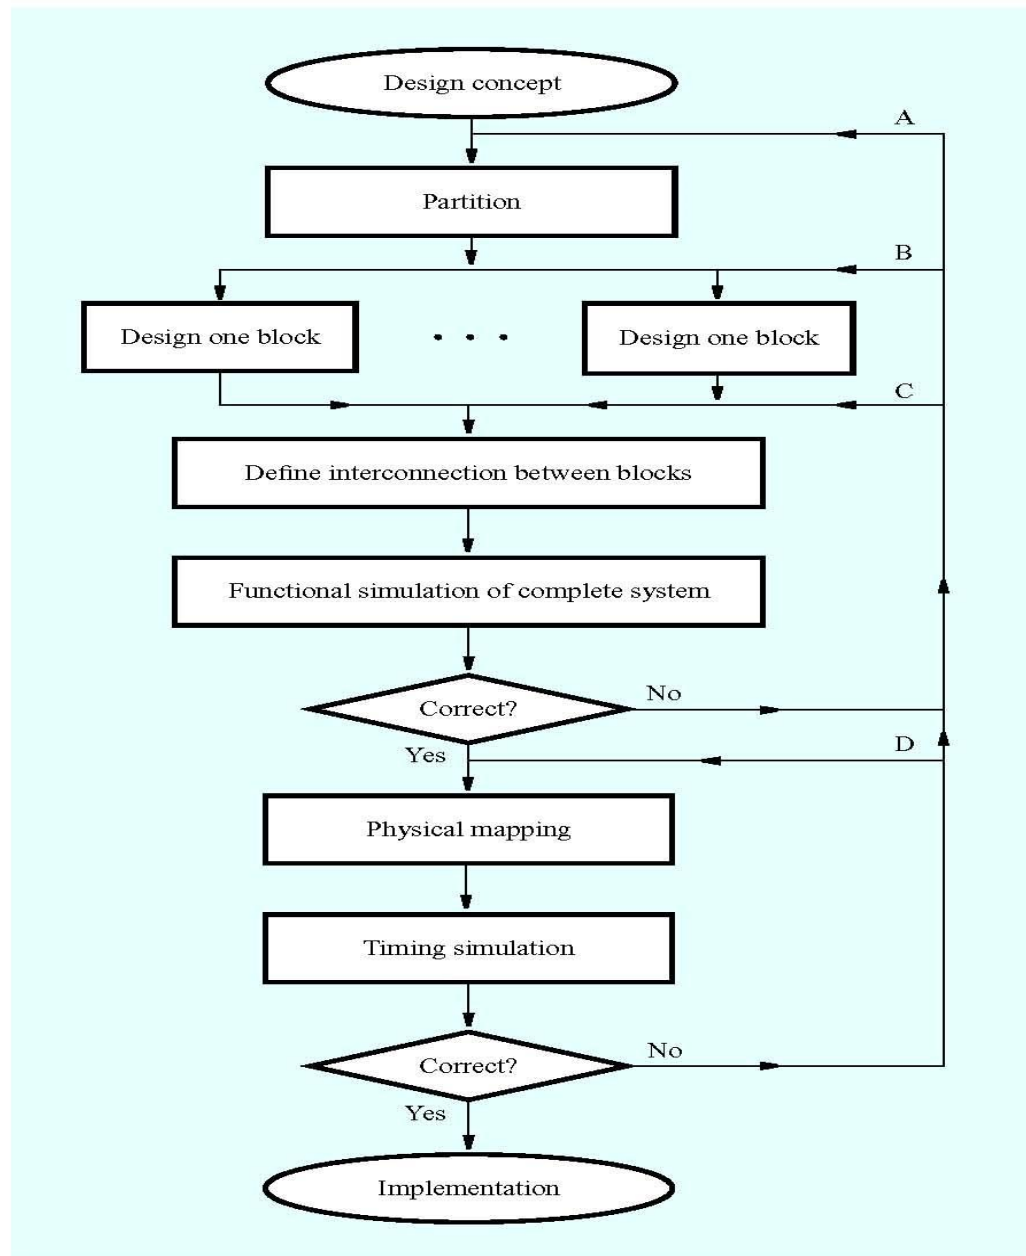 Design concept
A
Partition
B
Design one block
Design one block
C
Define interconnection between blocks
Functional simulation of complete system
Correct?
No
Yes
D
Physical mapping
Timing simulation
Correct?
No
Yes
Implementation